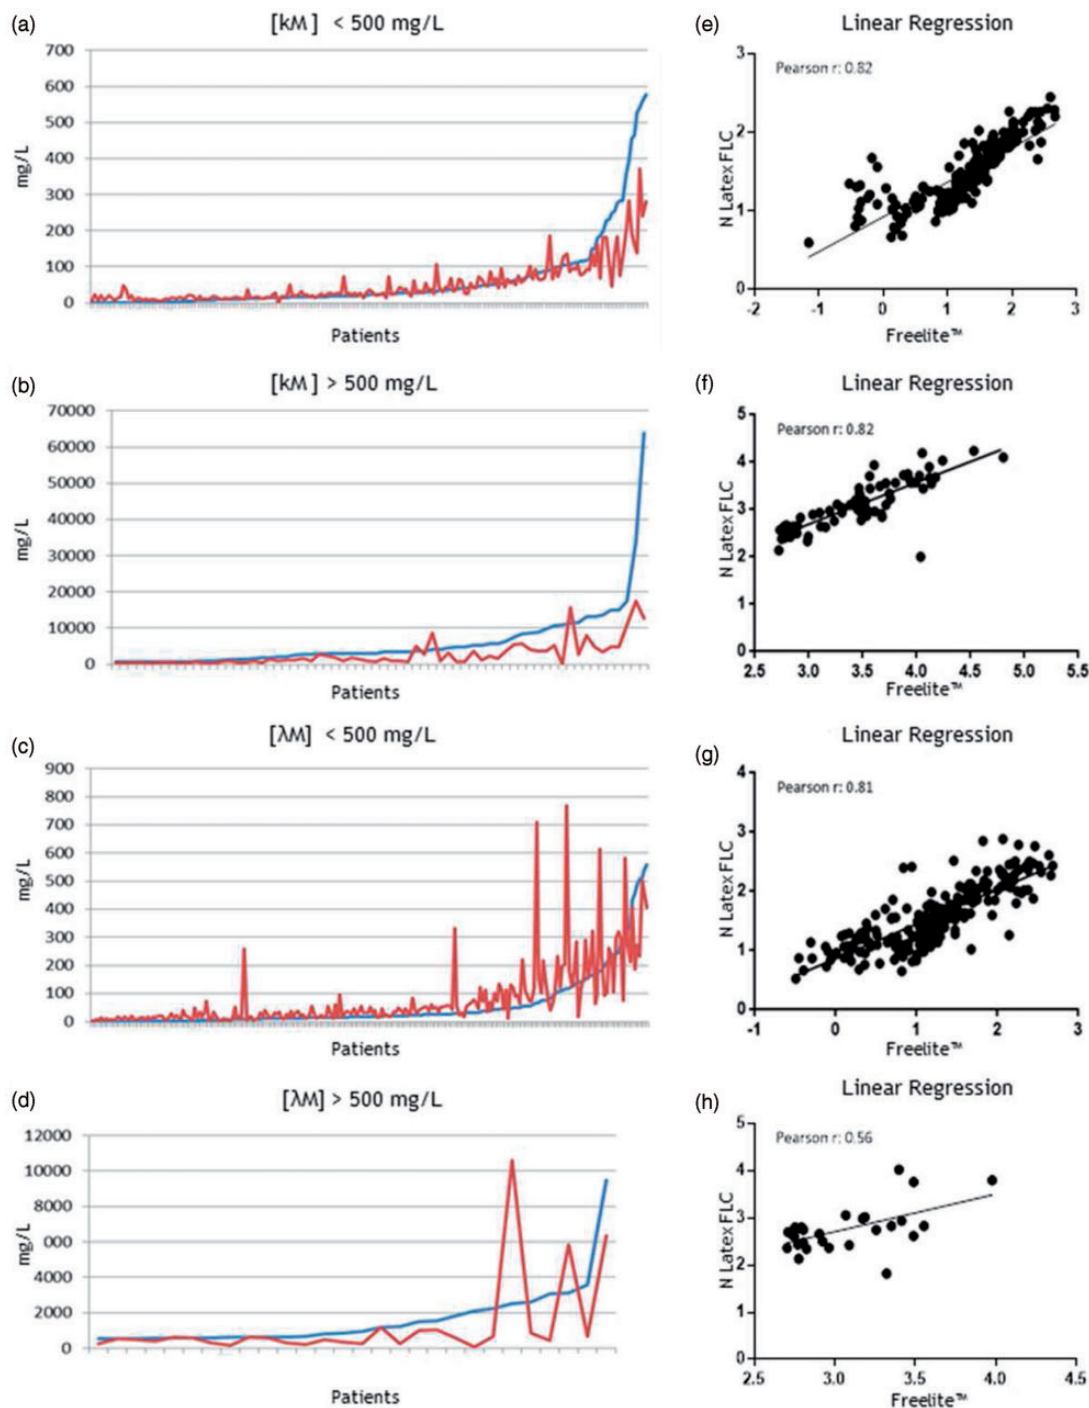 (a)
[kM] < 500 mg/L
700
600
500
400
300
200
100
0
mg/L
Patients
(e)
Linear Regression
Pearson r: 0.82
3
2
1
0
N Latex FLC
-2 -1 0 1 2 3
Freelite™
(b)
[kM] > 500 mg/L
70000
60000
50000
40000
30000
20000
10000
0
mg/L
Patients
(f)
Linear Regression
Pearson r: 0.82
5
4
3
2
1
0
N Latex FLC
2.5 3.0 3.5 4.0 4.5 5.0 5.5
Freelite™
(c)
[λM] < 500 mg/L
900
800
700
600
500
400
300
200
100
0
mg/L
Patients
(g)
Linear Regression
Pearson r: 0.81
4
3
2
1
0
N Latex FLC
-1 0 1 2 3
Freelite™
(d)
[λM] > 500 mg/L
12000
10000
8000
000
4000
2000
0
mg/L
Patients
(h)
Linear Regression
Pearson r: 0.56
5
4
3
2
1
0
N Latex FLC
2.5 3.0 3.5 4.0 4.5
Freelite™